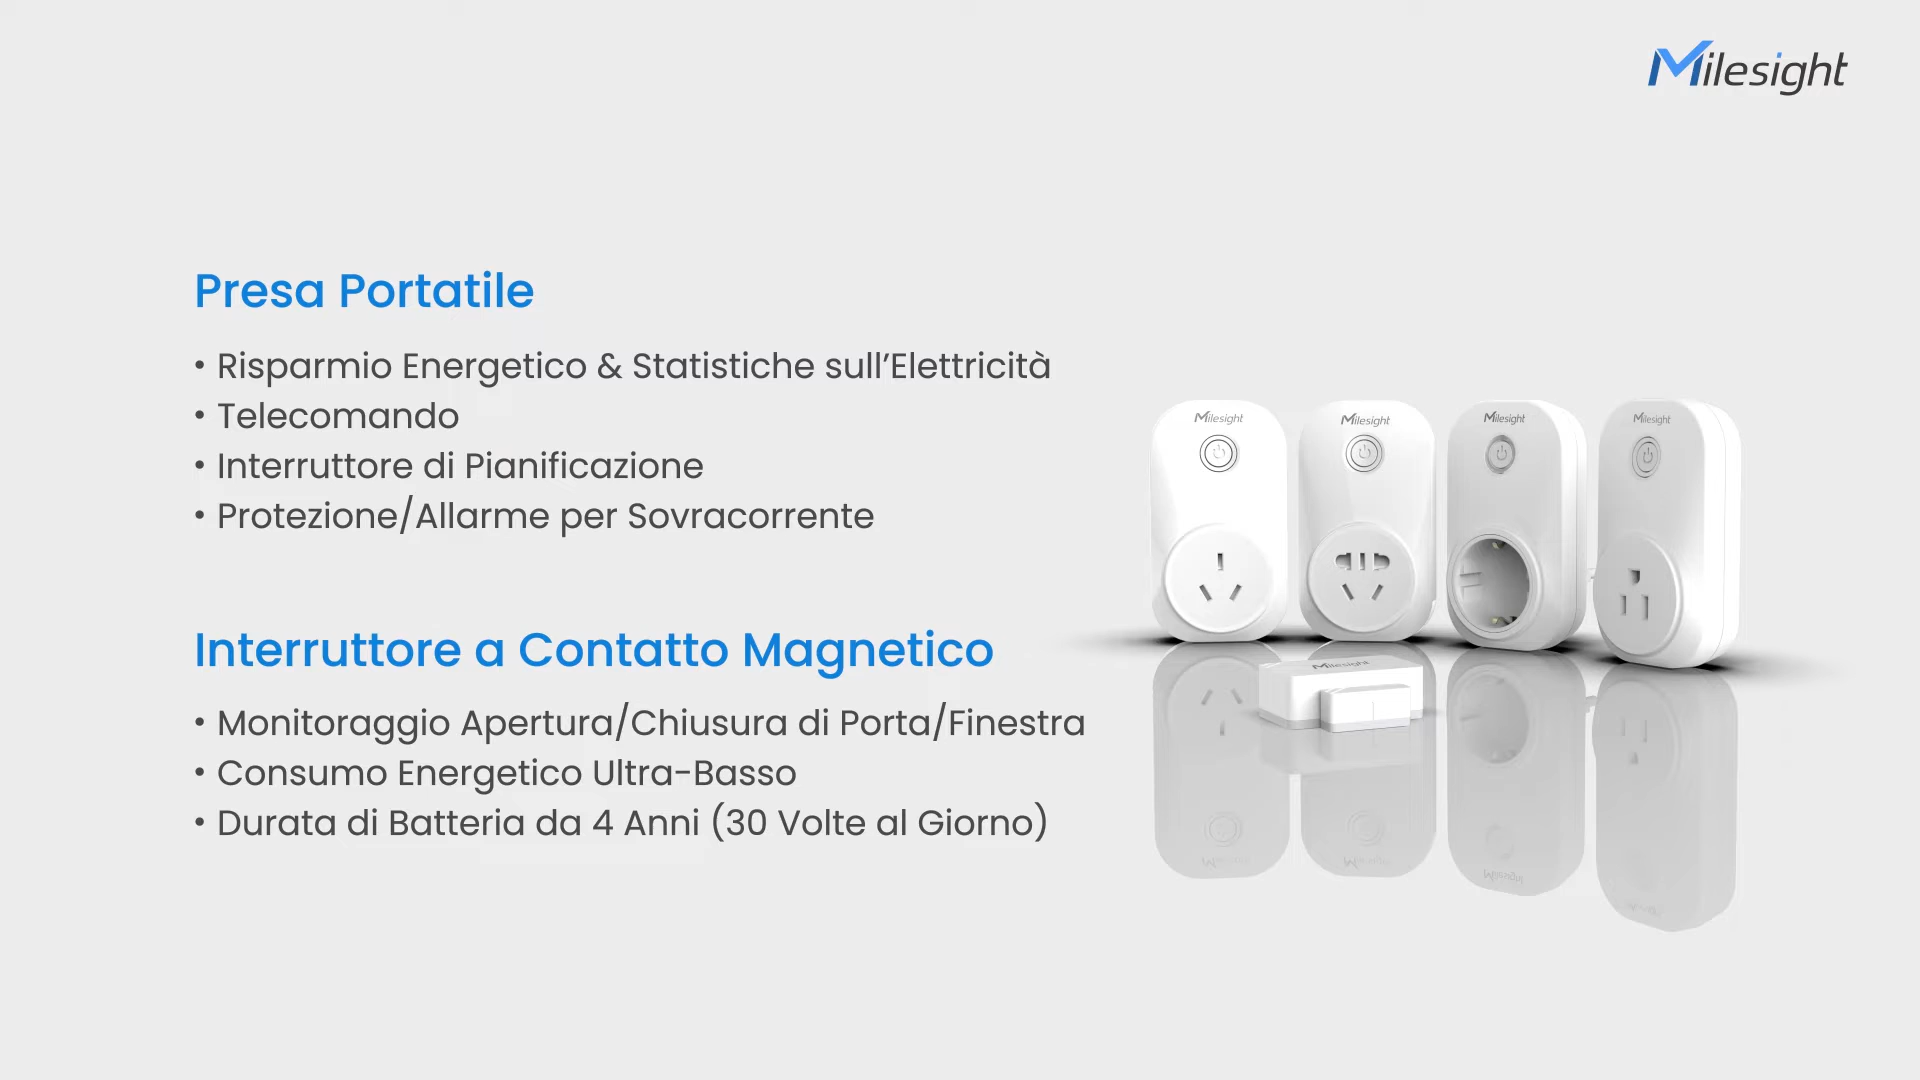 Milesight
Presa Portatile
• Risparmio Energetico & Statistiche sull’Elettricità
• Telecomando
• Interruttore di Pianificazione
• Protezione/Allarme per Sovracorrente
Interruttore a Contatto Magnetico
• Monitoraggio Apertura/Chiusura di Porta/Finestra
• Consumo Energetico Ultra-Basso
• Durata di Batteria da 4 Anni (30 Volte al Giorno)
Milesight
Milesight
Milesight
Milesight
Milesight